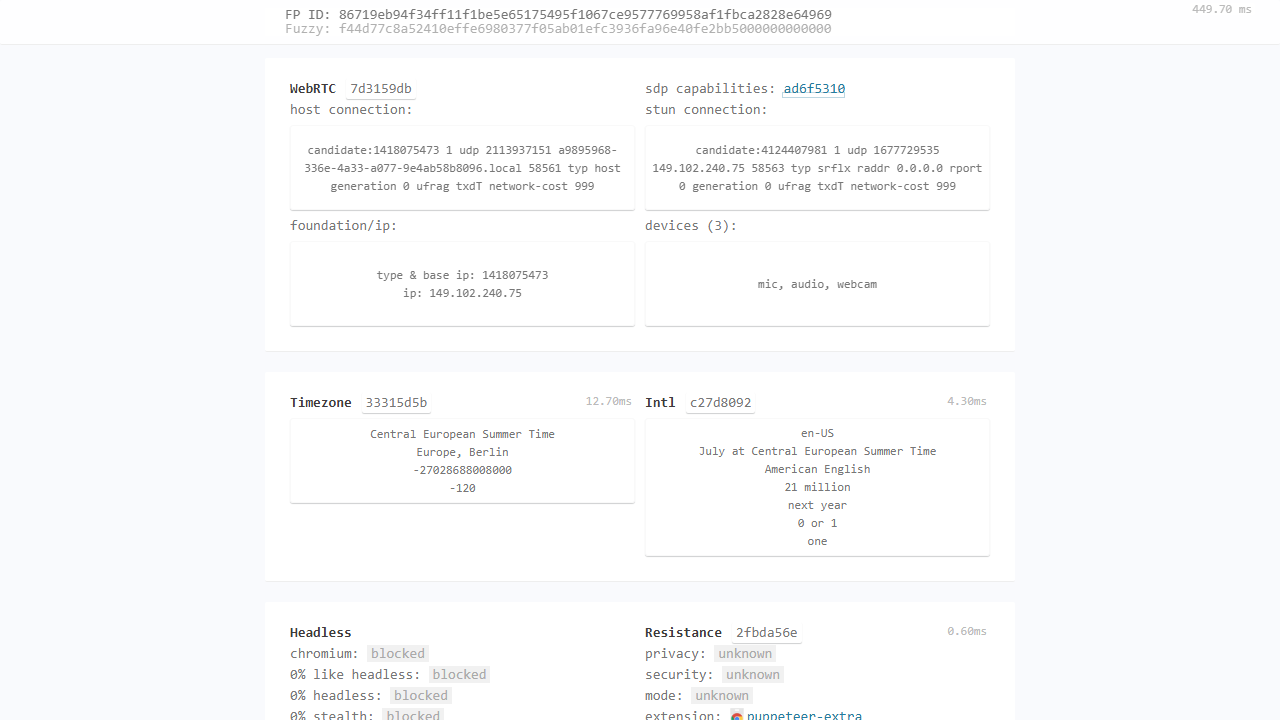 FP ID: 86719eb94f34ff11f1be5e65175495f1067ce9577769958af1fbca2828e64969
Fuzzy: f44d77c8a52410effe6980377f05ab01efc3936fa96e40fe2bb5000000000000
449.70 ms
WebRTC 7d3159db
host connection:
candidate:1418075473 1 udp 2113937151 a9895968-
336e-4a33-a077-9e4ab58b8096.local 58561 typ host
generation 0 ufrag txdT network-cost 999
foundation/ip:
type & base ip: 1418075473
ip: 149.102.240.75
sdp capabilities: ad6f5310
stun connection:
candidate:4124407981 1 udp 1677729535
149.102.240.75 58563 typ srflx raddr 0.0.0.0 rport
0 generation 0 ufrag txdT network-cost 999
devices (3):
mic, audio, webcam
Timezone 33315d5b 12.70ms
Central European Summer Time
Europe, Berlin
-27028688008000
-120
Intl c27d8092 4.30ms
en-US
July at Central European Summer Time
American English
21 million
next year
0 or 1
one
Headless
chromium: blocked
0% like headless: blocked
0% headless: blocked
0% stealth: blocked
Resistance 2fbda56e 0.60ms
privacy: unknown
security: unknown
mode: unknown
extension: puppeteer-extra